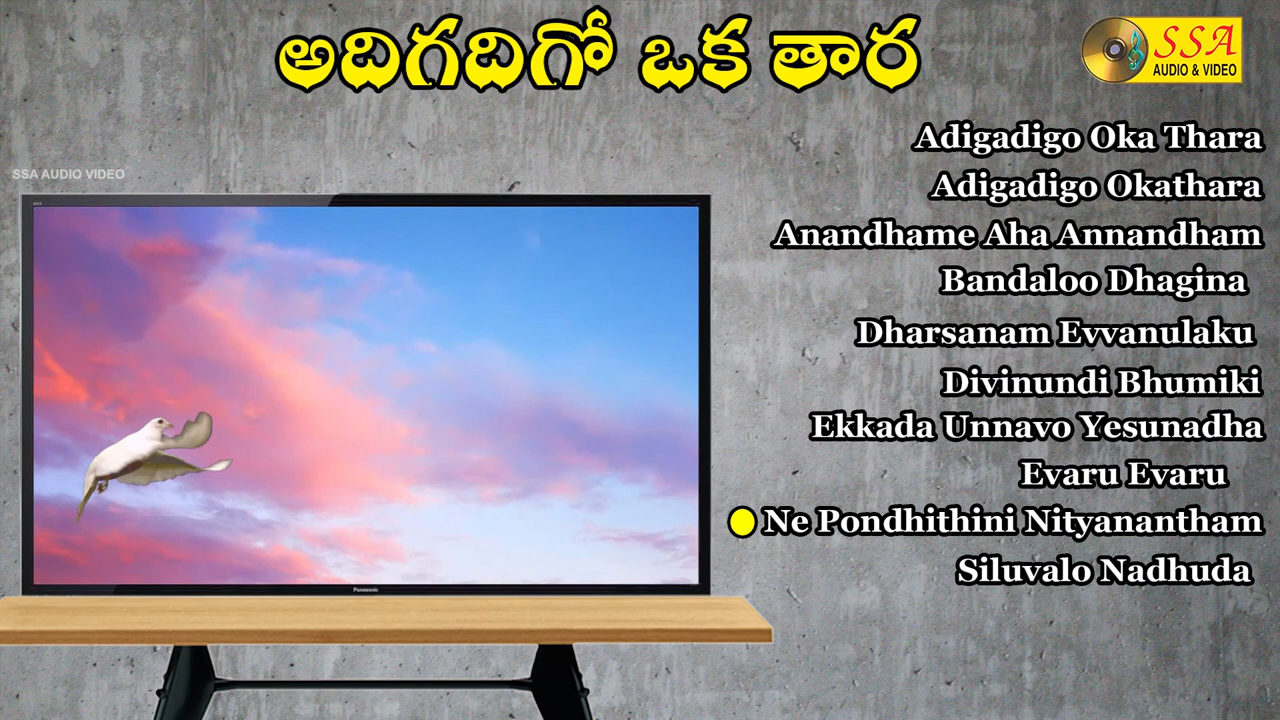 అదిగదిగో ఒక తార
SSA
AUDIO & VIDEO
Adigadigo Oka Thara
SSA AUDIO VIDEO
Adigadigo Okathara
Anandhame Aha Annandham
Bandaloo Dhagina
Dharsanam Evvanulaku
Divinundi Bhumiki
Ekkada Unnavo Yesunadha
Evaru Evaru
Ne Pondhithini Nityanantham
Siluvalo Nadhuda
Panasonic